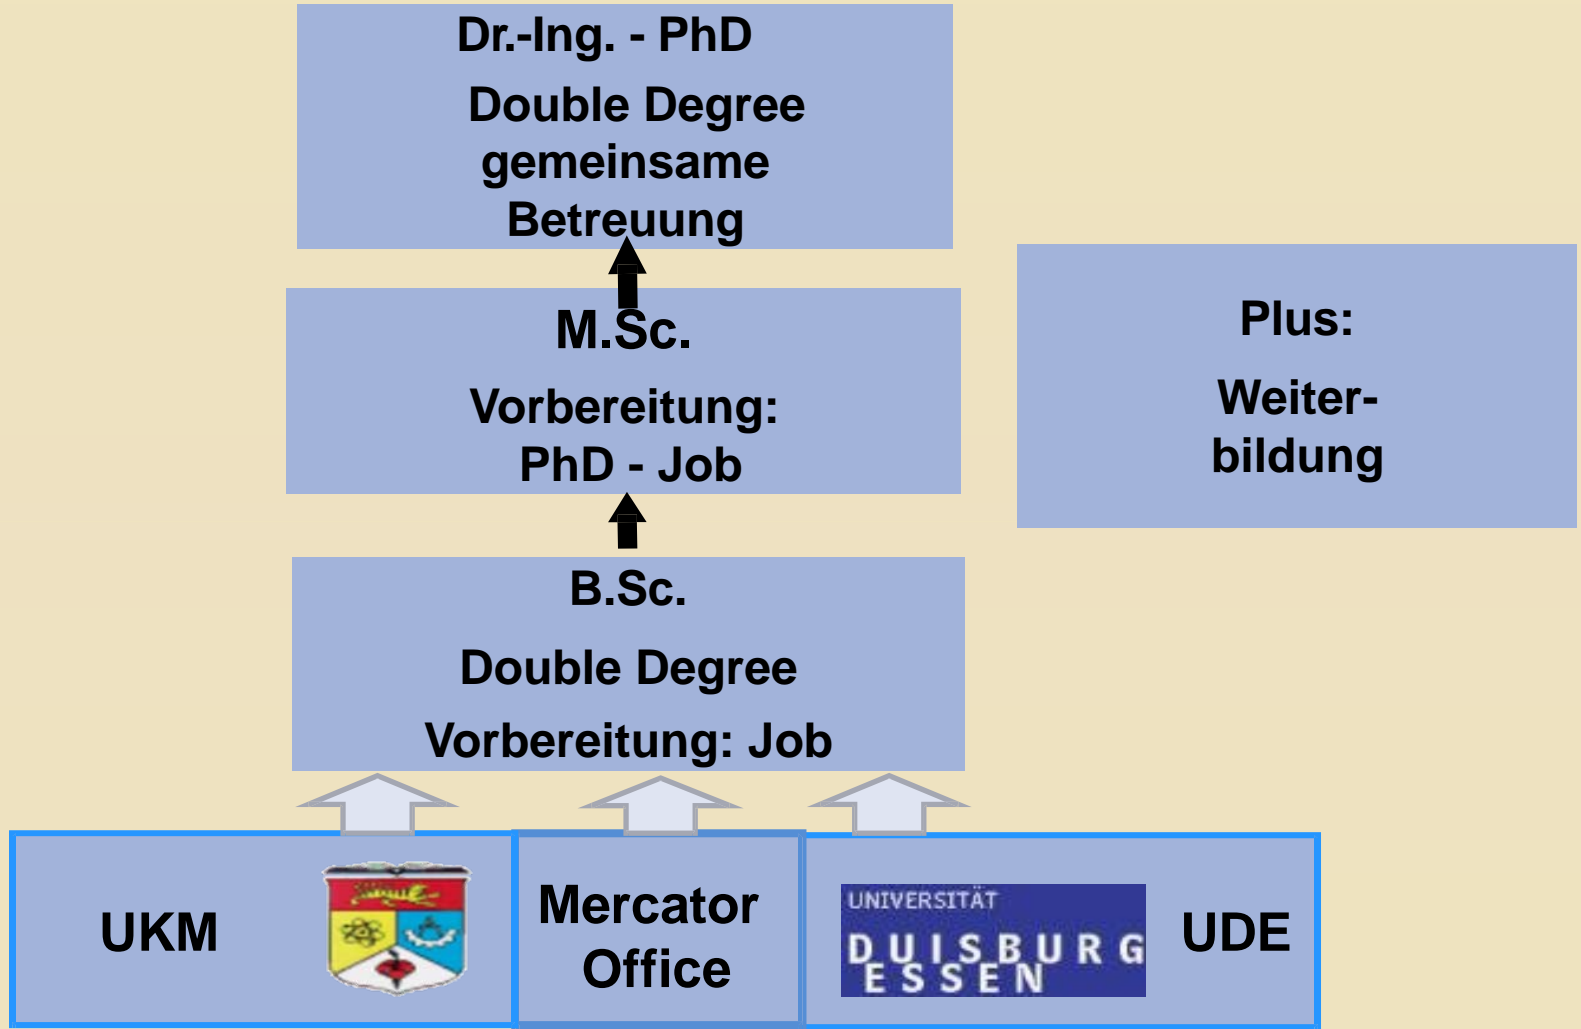 Dr.-Ing. - PhD
Double Degree
gemeinsame
Betreuung
M.Sc.
Vorbereitung:
PhD - Job
Plus:
Weiter-
bildung
B.Sc.
Double Degree
Vorbereitung: Job
UKM
Mercator
Office
UNIVERSITÄT
DUISBURG
ESSEN
UDE